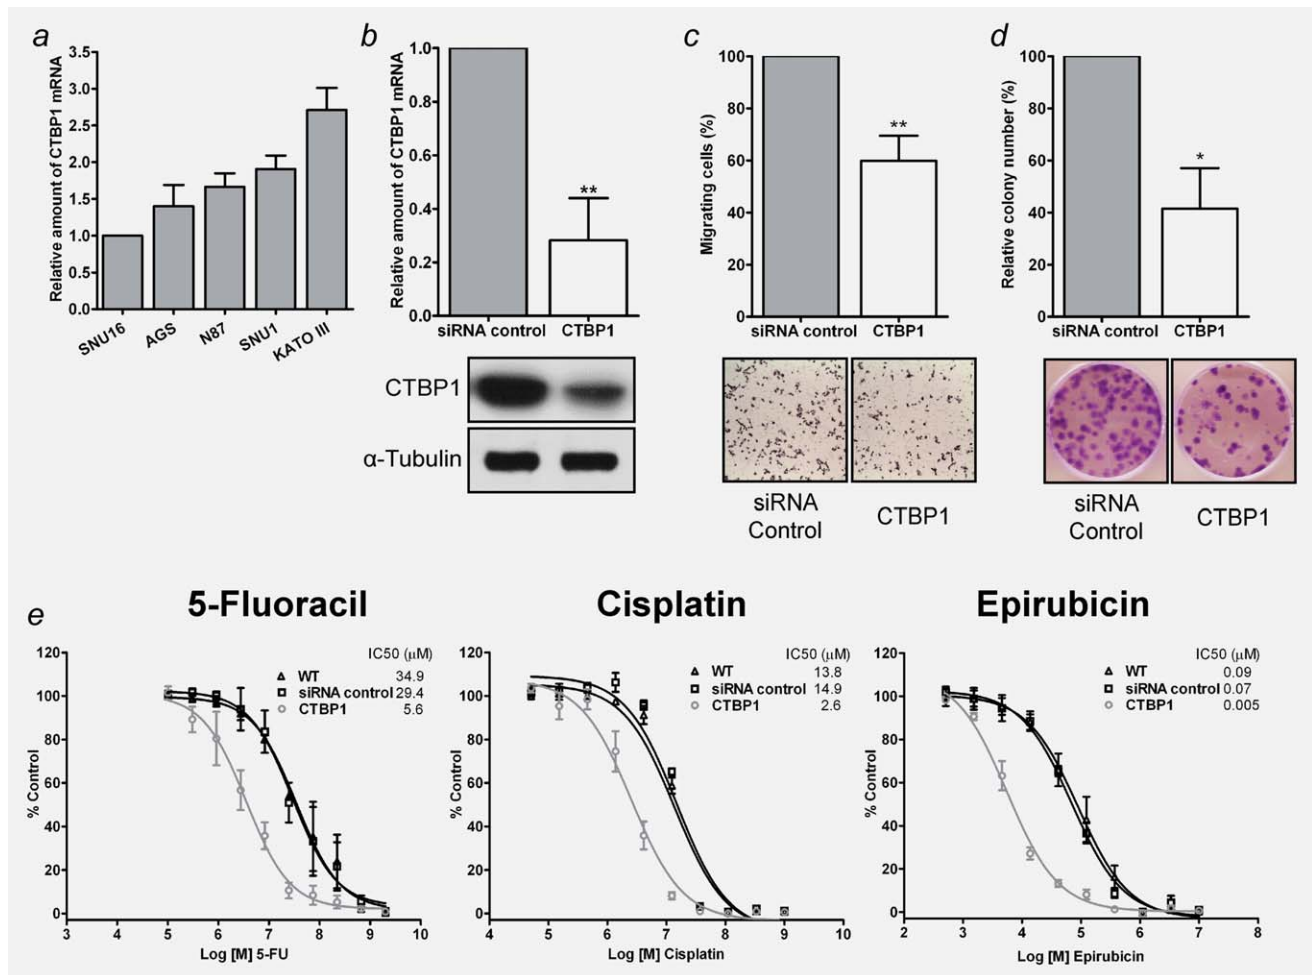 a
Relative amount of CTBP1 mRNA
3.5
3.0
2.5
2.0
1.5
1.0
0.5
0.0
SNU16 AGS N87 SNU1 KATO III
b
Relative amount of CTBP1 mRNA
1.0
0.8
0.6
0.4
0.2
0.0
**
siRNA control CTBP1
CTBP1
α-Tubulin
c
Migrating cells (%)
100
80
60
40
20
0
**
siRNA control CTBP1
siRNA
Control
CTBP1
d
Relative colony number (%)
100
80
60
40
20
0
*
siRNA control CTBP1
siRNA
Control
CTBP1
e
5-Fluoracil
% Control
120
100
80
60
40
20
0
IC50 (μM)
WT 34.9
siRNA control 29.4
CTBP1 5.6
3 4 5 6 7 8 9 10
Log [M] 5-FU
Cisplatin
% Control
120
100
80
60
40
20
0
IC50 (μM)
WT 13.8
siRNA control 14.9
CTBP1 2.6
4 5 6 7 8 9 10
Log [M] Cisplatin
Epirubicin
% Control
120
100
80
60
40
20
0
IC50 (μM)
WT 0.09
siRNA control 0.07
CTBP1 0.005
2 3 4 5 6 7 8
Log [M] Epirubicin